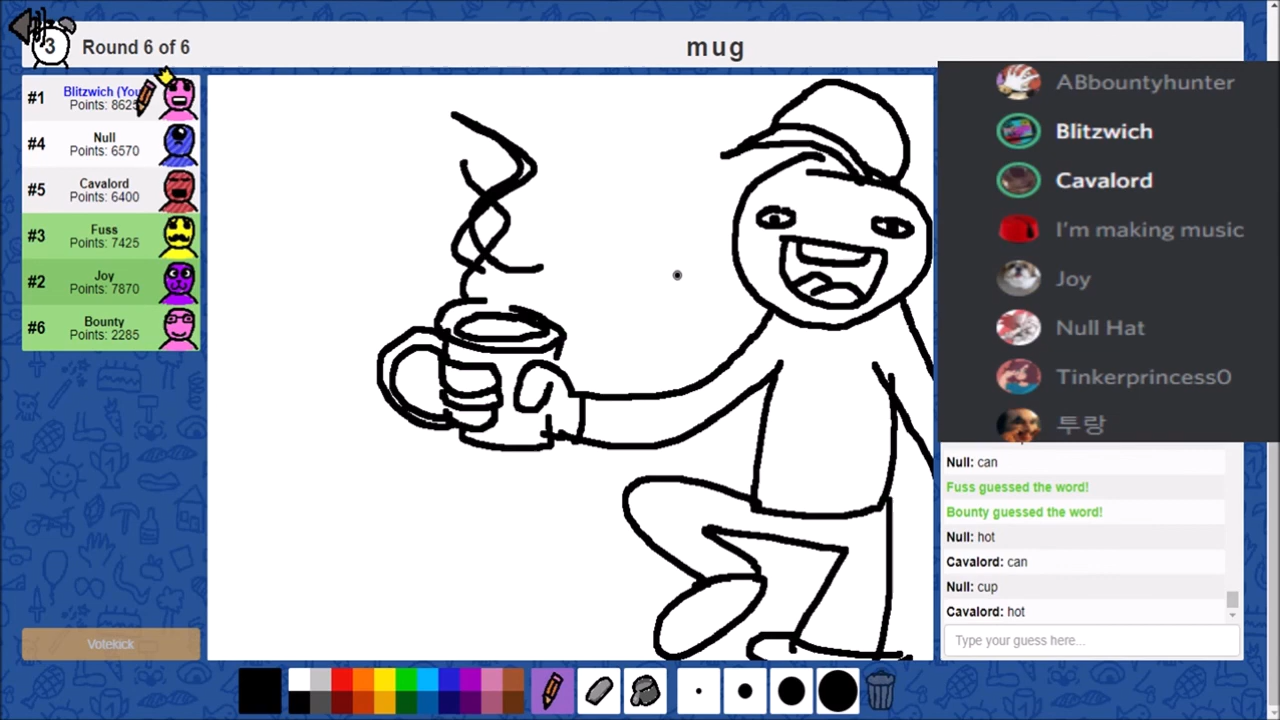 3
Round 6 of 6
mug
#1
Blitzwich (You
Points: 8625
#4
Null
Points: 6570
#5
Cavalord
Points: 6400
#3
Fuss
Points: 7425
#2
Joy
Points: 7870
#6
Bounty
Points: 2285
Votekick
ABbountyhunter
Blitzwich
Cavalord
I'm making music
Joy
Null Hat
Tinkerprincess0
투랑
Null: can
Fuss guessed the word!
Bounty guessed the word!
Null: hot
Cavalord: can
Null: cup
Cavalord: hot
Type your guess here...